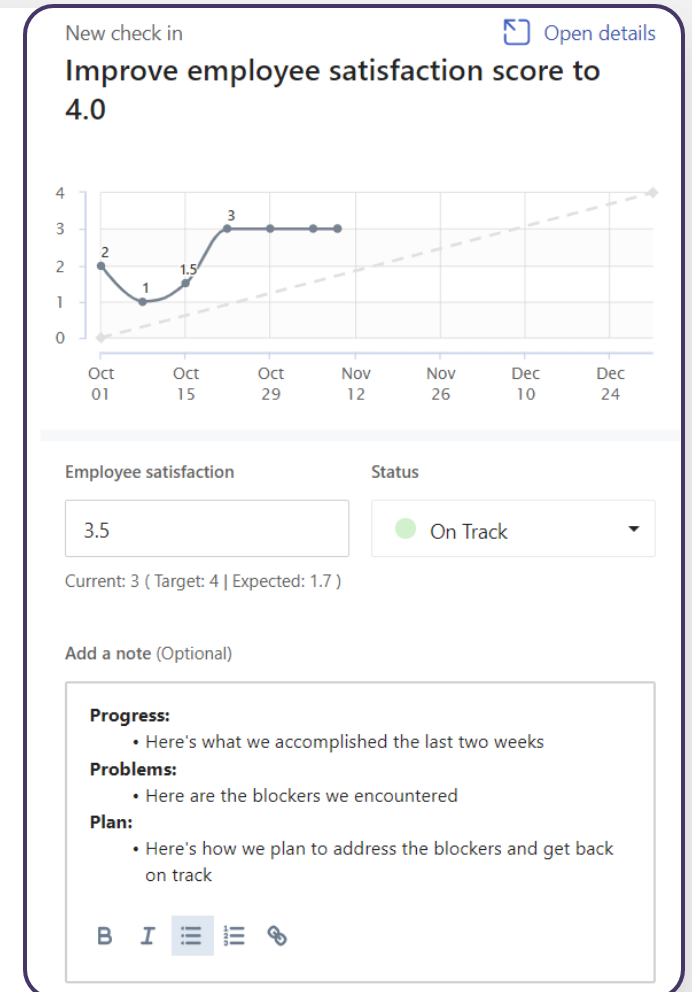 New check in
Open details
Improve employee satisfaction score to
4.0
4
3
2
1
0
2
1
1.5
3
Oct
01
Oct
15
Oct
29
Nov
12
Nov
26
Dec
10
Dec
24
Employee satisfaction
Status
3.5
On Track
Current: 3 ( Target: 4 | Expected: 1.7 )
Add a note (Optional)
Progress:
• Here's what we accomplished the last two weeks
Problems:
• Here are the blockers we encountered
Plan:
• Here's how we plan to address the blockers and get back
on track
B I